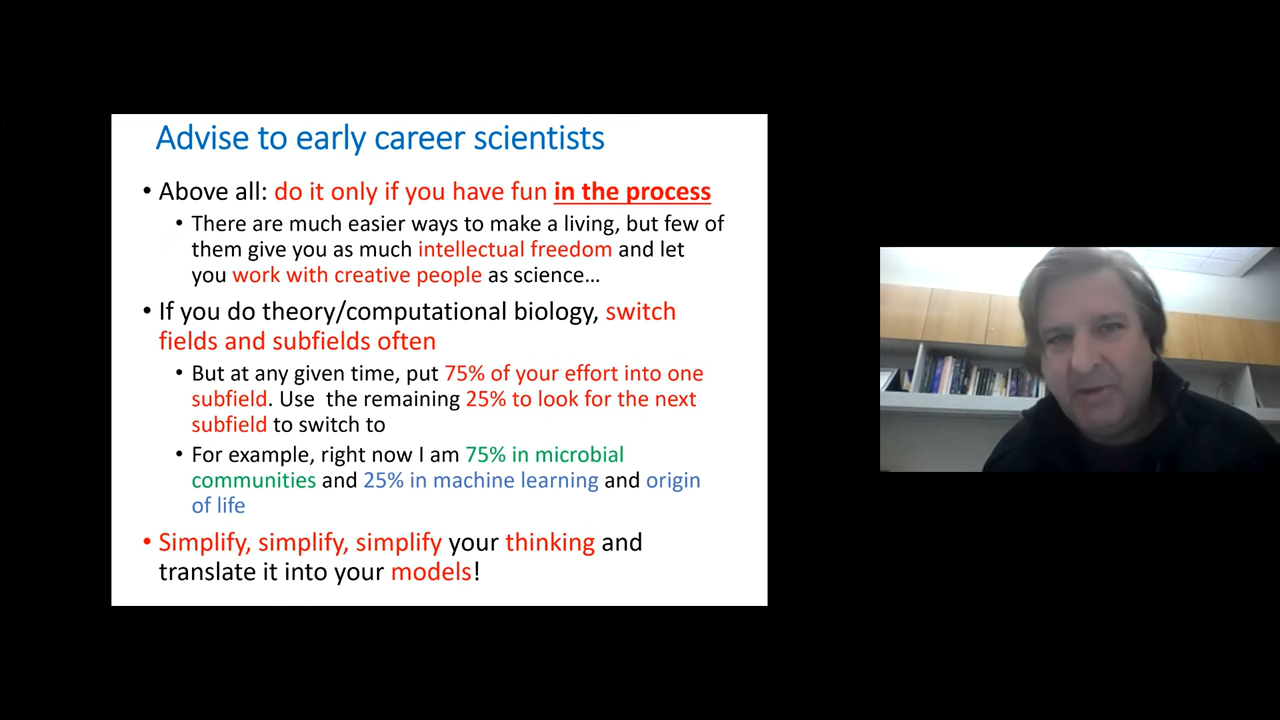 Advise to early career scientists
• Above all: do it only if you have fun in the process
• There are much easier ways to make a living, but few of
them give you as much intellectual freedom and let
you work with creative people as science…
• If you do theory/computational biology, switch
fields and subfields often
• But at any given time, put 75% of your effort into one
subfield. Use the remaining 25% to look for the next
subfield to switch to
• For example, right now I am 75% in microbial
communities and 25% in machine learning and origin
of life
• Simplify, simplify, simplify your thinking and
translate it into your models!